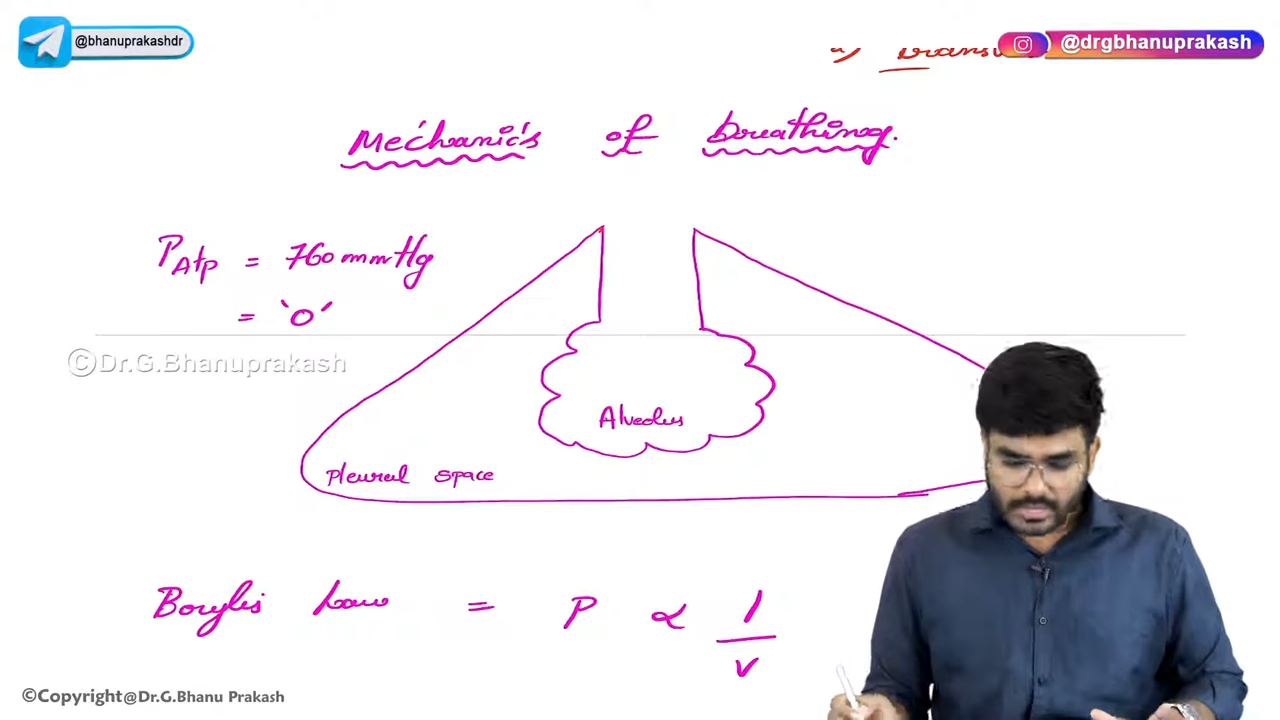 @bhanuprakashdr
@drgbhanuprakash
Mechanics of breathing.
PAtp = 760 mmHg
= '0'
©Dr.G.Bhanuprakash
Alveolus
Pleural space
Boyles Law = P ∝ 1/v
©Copyright@Dr.G.Bhanu Prakash